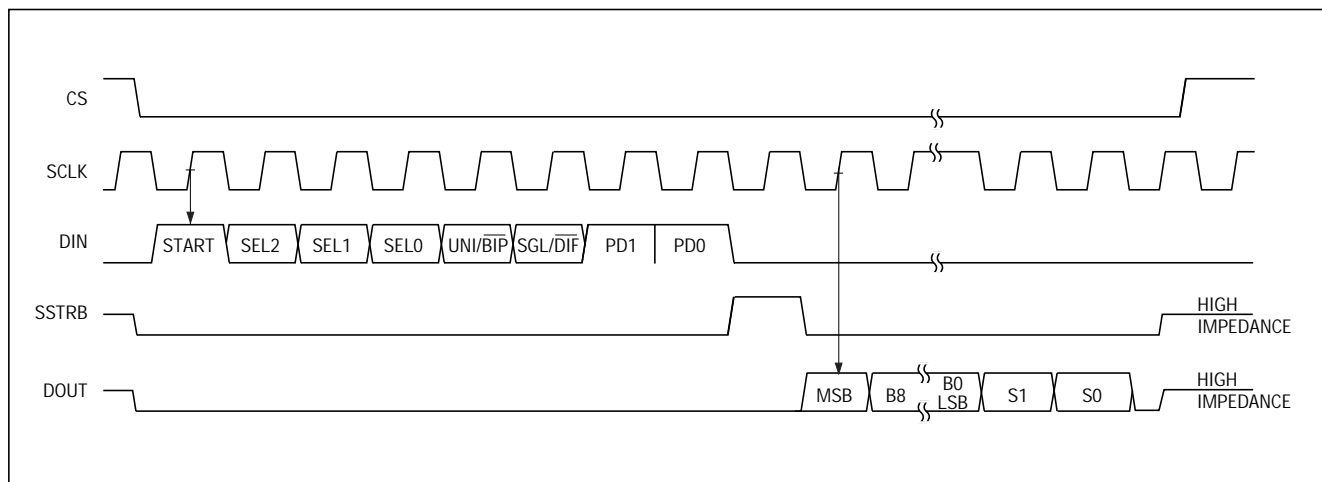 CS
SCLK
DIN
START SEL2 SEL1 SEL0 UNI/BIP SGL/DIF PD1 PD0
SSTRB
HIGH
IMPEDANCE
DOUT
MSB B8 B0
LSB S1 S0
HIGH
IMPEDANCE